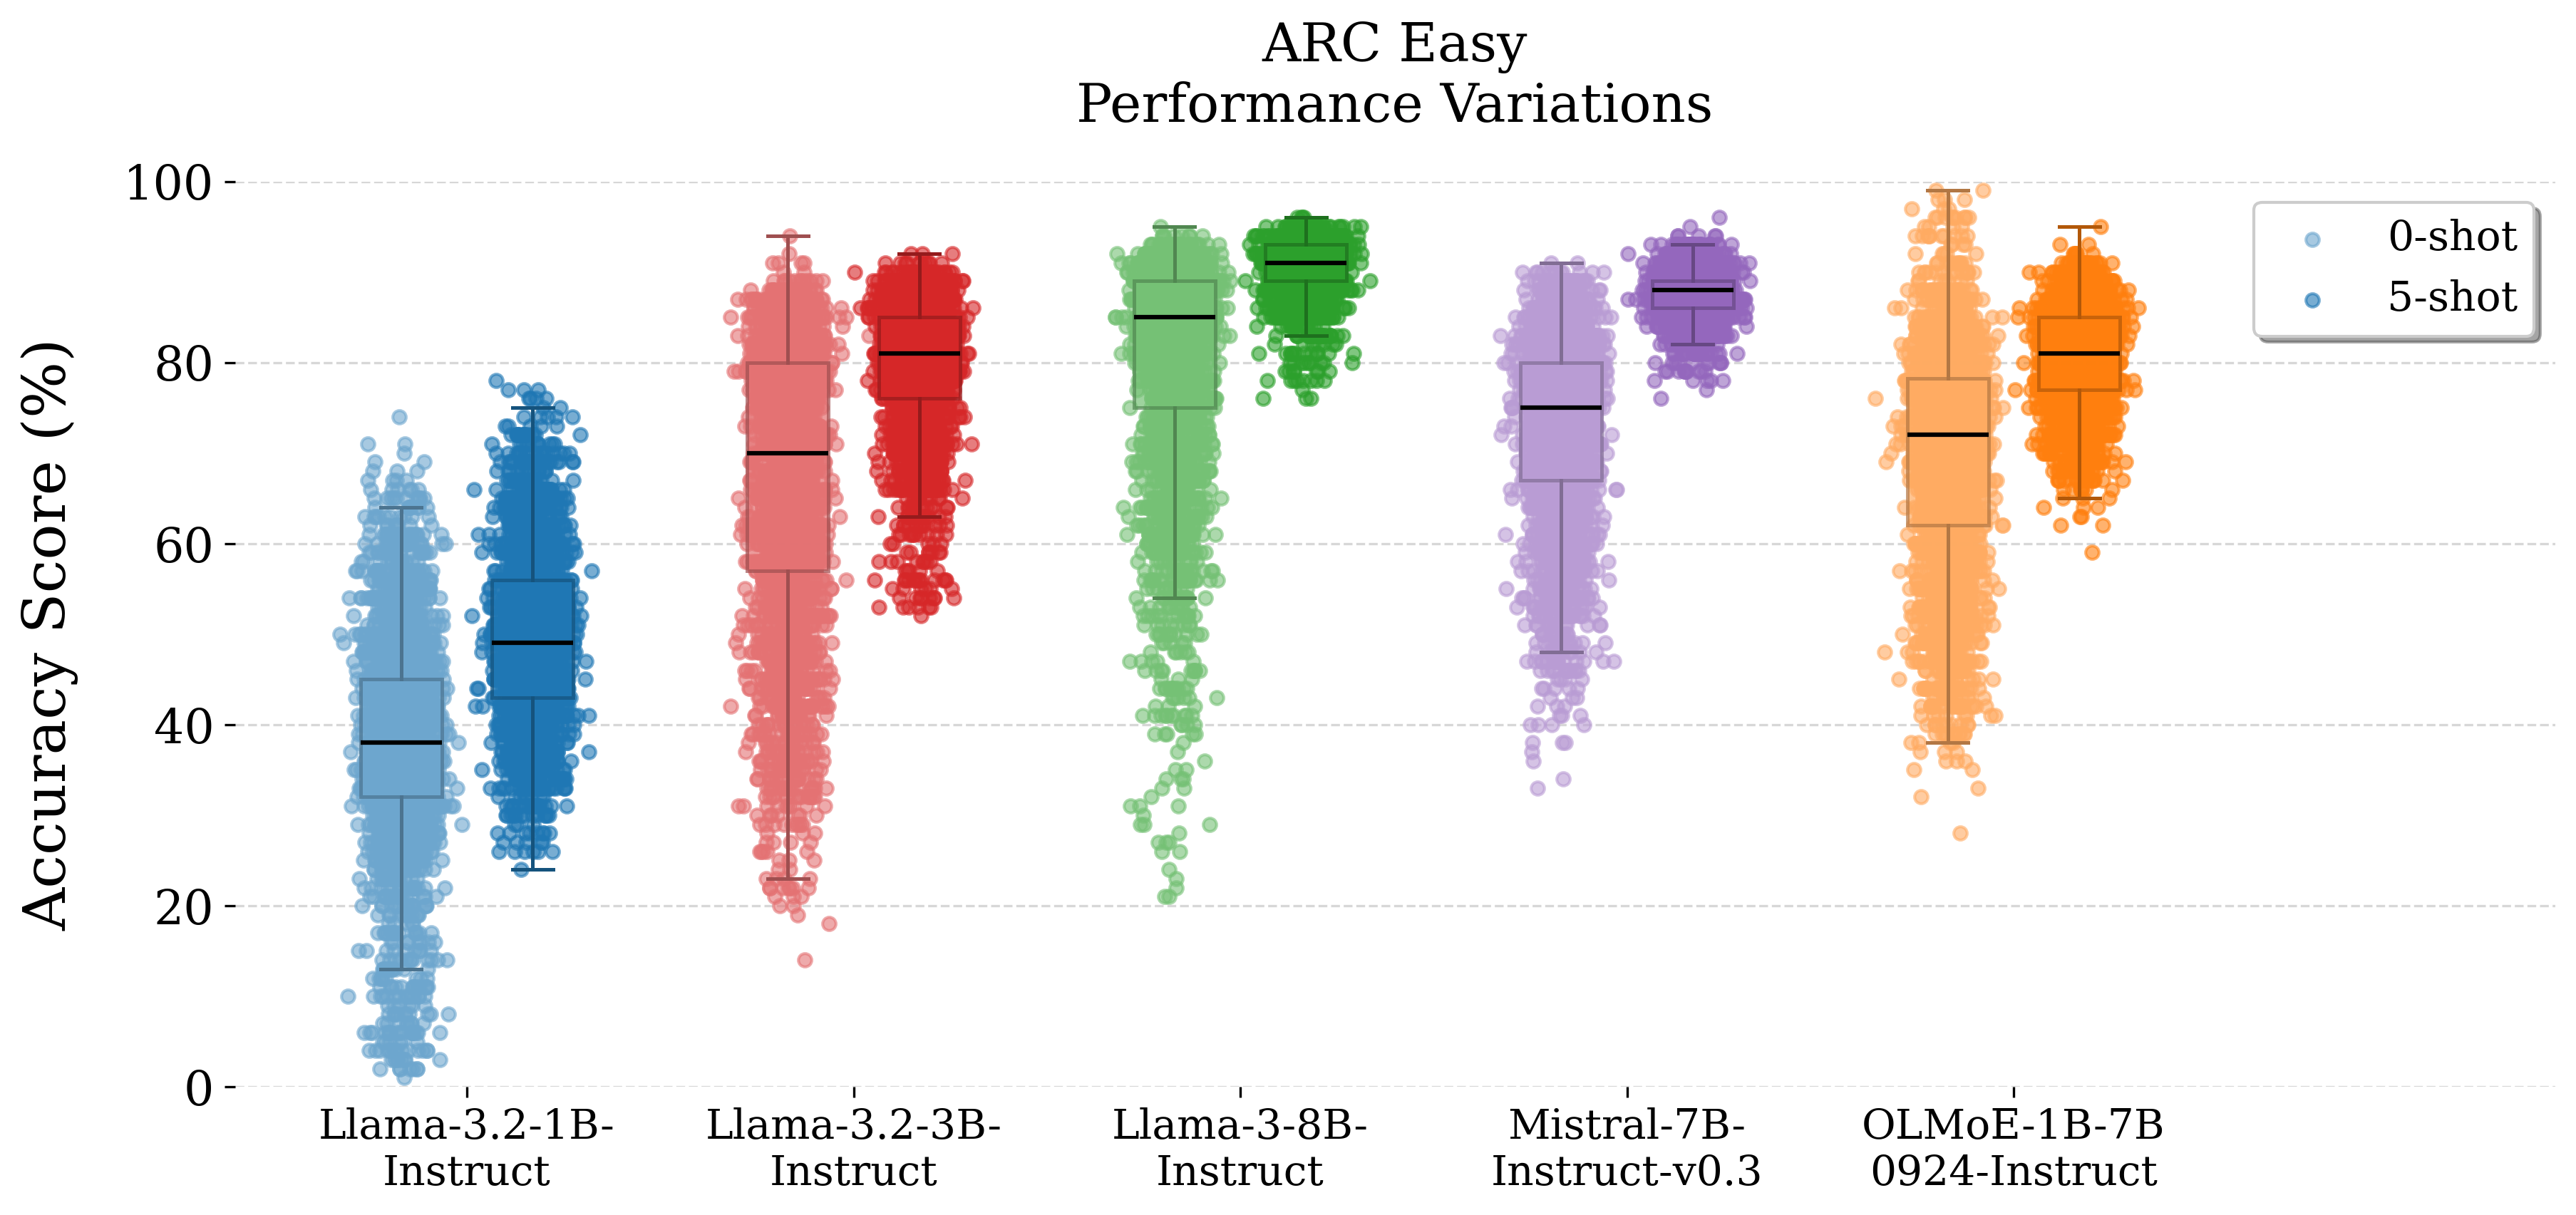 ARC Easy
Performance Variations
Accuracy Score (%)
100
80
60
40
20
0
0-shot
5-shot
Llama-3.2-1B-
Instruct
Llama-3.2-3B-
Instruct
Llama-3-8B-
Instruct
Mistral-7B-
Instruct-v0.3
OLMoE-1B-7B
0924-Instruct